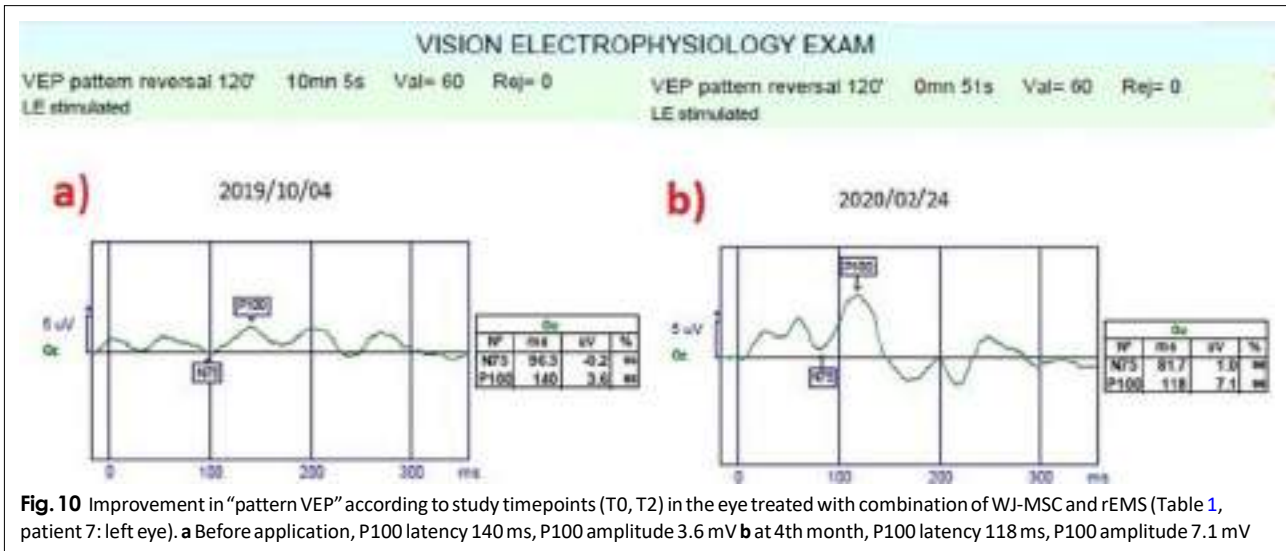 VISION ELECTROPHYSIOLOGY EXAM
VEP pattern reversal 120' 10mn 5s Val= 60 Rej= 0
LE stimulated
VEP pattern reversal 120' 0mn 51s Val= 60 Rej= 0
LE stimulated
a)
2019/10/04
P100
5 uV
Oz
N75
0 100 200 300 ms
Oz
N° ms uV %
N75 96.3 -0.2
P100 140 3.6
b)
2020/02/24
P100
5 uV
Oz
N75
0 100 200 300 ms
Oz
N° ms uV %
N75 81.7 1.0
P100 118 7.1
Fig. 10 Improvement in “pattern VEP” according to study timepoints (T0, T2) in the eye treated with combination of WJ-MSC and rEMS (Table 1,
patient 7: left eye). a Before application, P100 latency 140 ms, P100 amplitude 3.6 mV b at 4th month, P100 latency 118 ms, P100 amplitude 7.1 mV